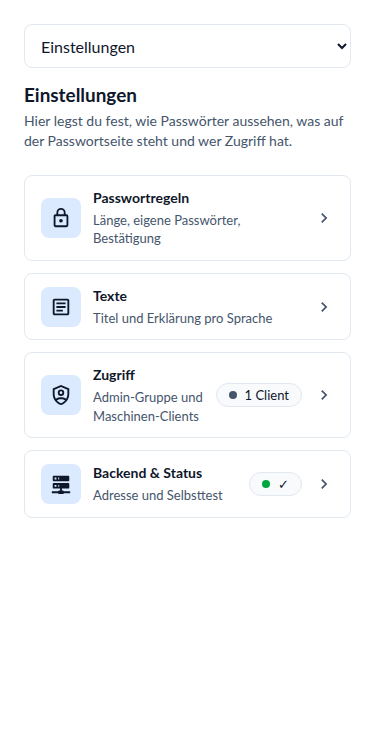 Einstellungen
Einstellungen
Hier legst du fest, wie Passwörter aussehen, was auf
der Passwortseite steht und wer Zugriff hat.
Passwortregeln
Länge, eigene Passwörter,
Bestätigung
Texte
Titel und Erklärung pro Sprache
Zugriff
Admin-Gruppe und
Maschinen-Clients
1 Client
Backend & Status
Adresse und Selbsttest
✓